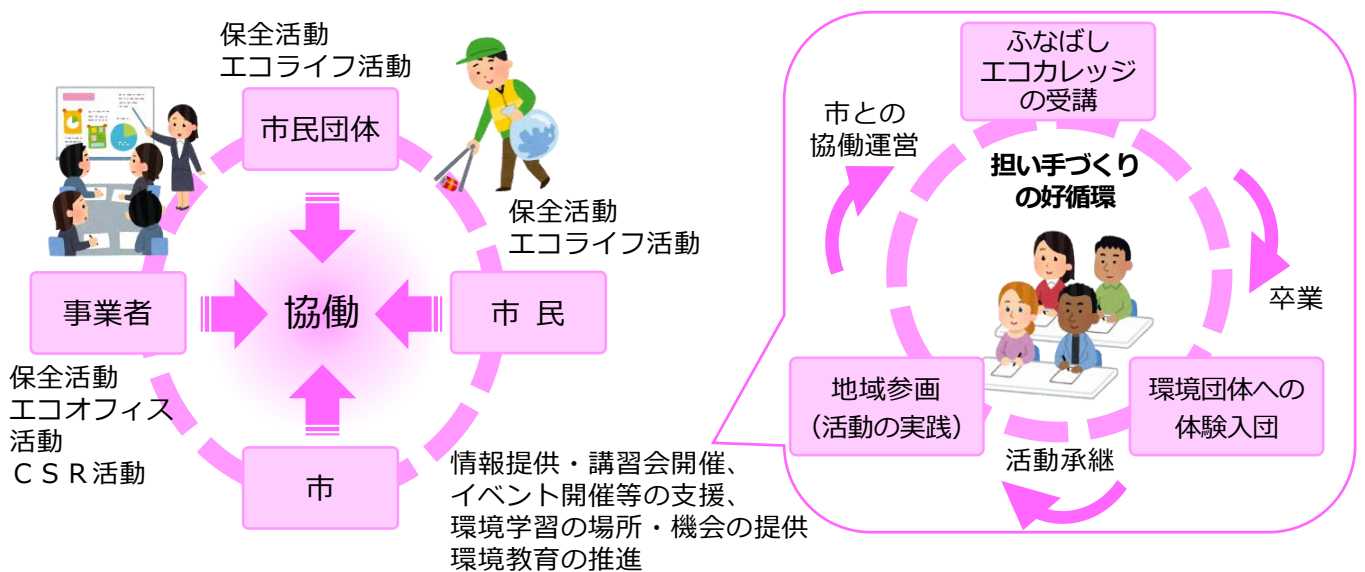 保全活動
エコライフ活動
市民団体
保全活動
エコライフ活動
事業者
協働
市 民
保全活動
エコオフィス
活動
ＣＳＲ活動
市
情報提供・講習会開催、
イベント開催等の支援、
環境学習の場所・機会の提供
環境教育の推進
ふなばし
エコカレッジ
の受講
市との
協働運営
担い手づくり
の好循環
卒業
地域参画
（活動の実践）
環境団体への
体験入団
活動承継